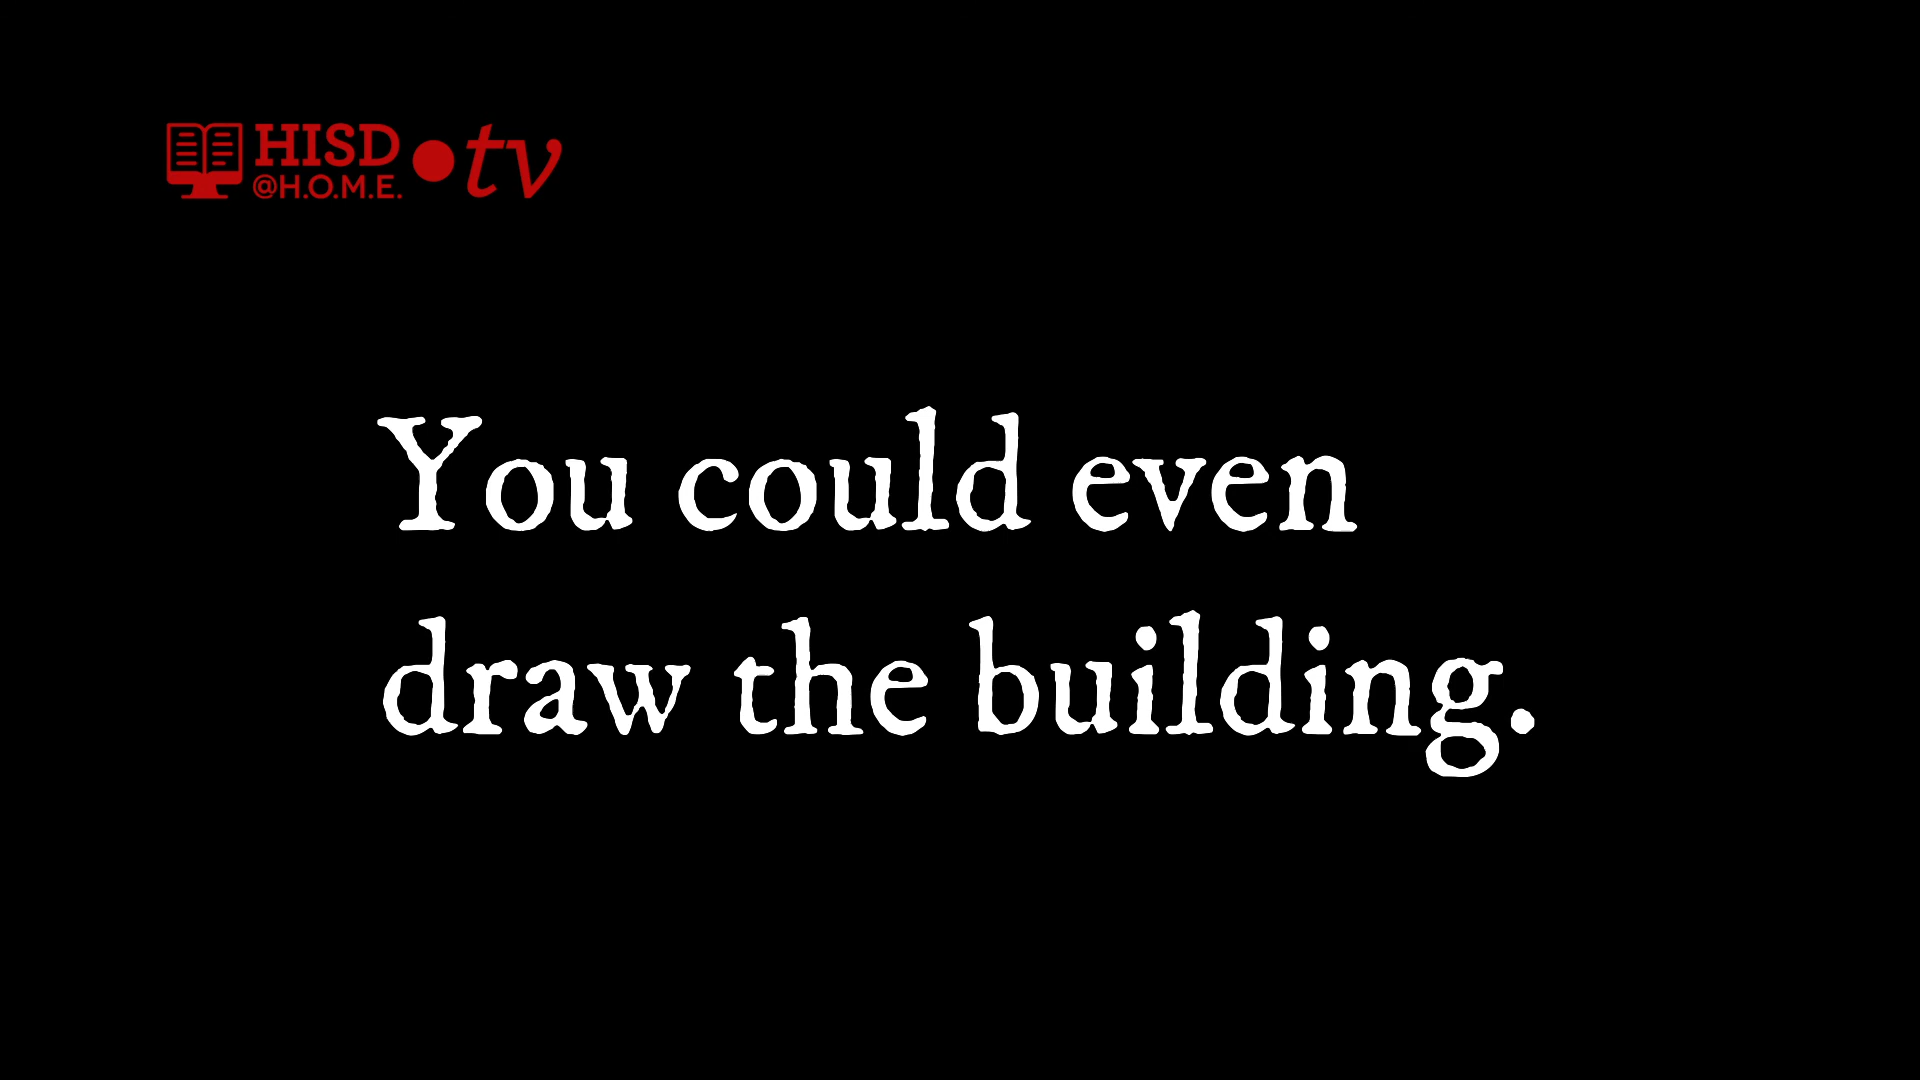 HISD
@H.O.M.E.
tv
You could even
draw the building.